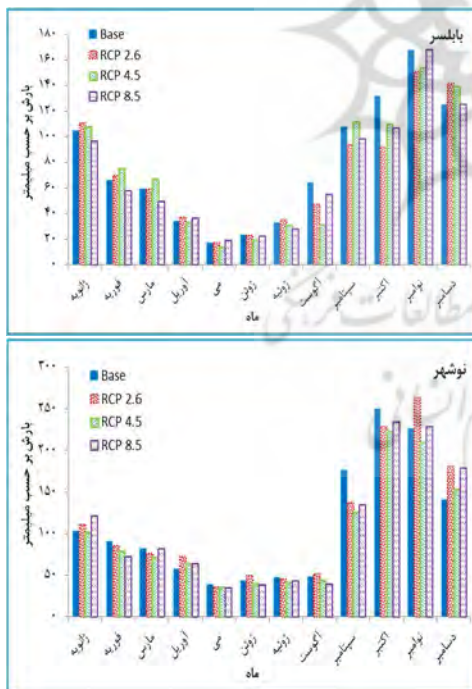 بابلسر
Base
RCP 2.6
RCP 4.5
RCP 8.5
بارش بر حسب میلیمتر
۱۸۰
۱۶۰
۱۴۰
۱۲۰
۱۰۰
۸۰
۶۰
۴۰
۲۰
۰
ژانویه
فوریه
مارس
آوریل
می
ژوئن
ژوئیه
آگوست
سپتامبر
اکتبر
نوامبر
دسامبر
ماه
مطالعات فرهنگی
نوشهر
Base
RCP 2.6
RCP 4.5
RCP 8.5
بارش بر حسب میلیمتر
۳۰۰
۲۵۰
۲۰۰
۱۵۰
۱۰۰
۵۰
۰
انسانی
ژانویه
فوریه
مارس
آوریل
می
ژوئن
ژوئیه
آگوست
سپتامبر
اکتبر
نوامبر
دسامبر
ماه